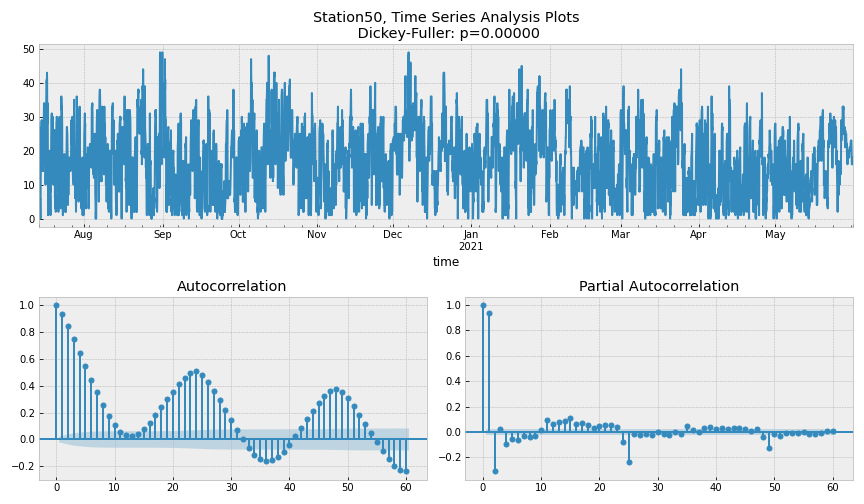 Station50, Time Series Analysis Plots
Dickey-Fuller: p=0.00000
50
40
30
20
10
0
Aug Sep Oct Nov Dec Jan Feb Mar Apr May
2021
time
Autocorrelation
1.0
0.8
0.6
0.4
0.2
0.0
−0.2
0 10 20 30 40 50 60
Partial Autocorrelation
1.0
0.8
0.6
0.4
0.2
0.0
−0.2
0 10 20 30 40 50 60